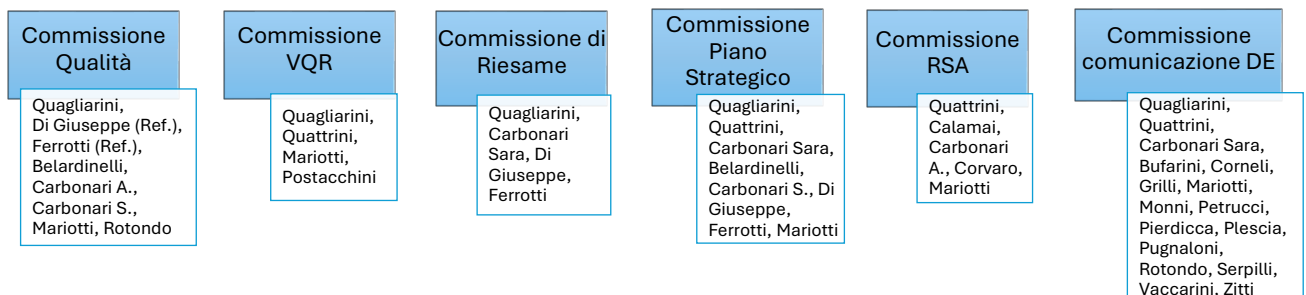 Commissione
Qualità
Quagliarini,
Di Giuseppe (Ref.),
Ferrotti (Ref.),
Belardinelli,
Carbonari A.,
Carbonari S.,
Mariotti, Rotondo
Commissione
VQR
Quagliarini,
Quattrini,
Mariotti,
Postacchini
Commissione di
Riesame
Quagliarini,
Carbonari
Sara, Di
Giuseppe,
Ferrotti
Commissione
Piano
Strategico
Quagliarini,
Quattrini,
Carbonari Sara,
Belardinelli,
Carbonari S., Di
Giuseppe,
Ferrotti, Mariotti
Commissione
RSA
Quattrini,
Calamai,
Carbonari
A., Corvaro,
Mariotti
Commissione
comunicazione DE
Quagliarini,
Quattrini,
Carbonari Sara,
Bufarini, Corneli,
Grilli, Mariotti,
Monni, Petrucci,
Pierdicca, Plescia,
Pugnaloni,
Rotondo, Serpilli,
Vaccarini, Zitti